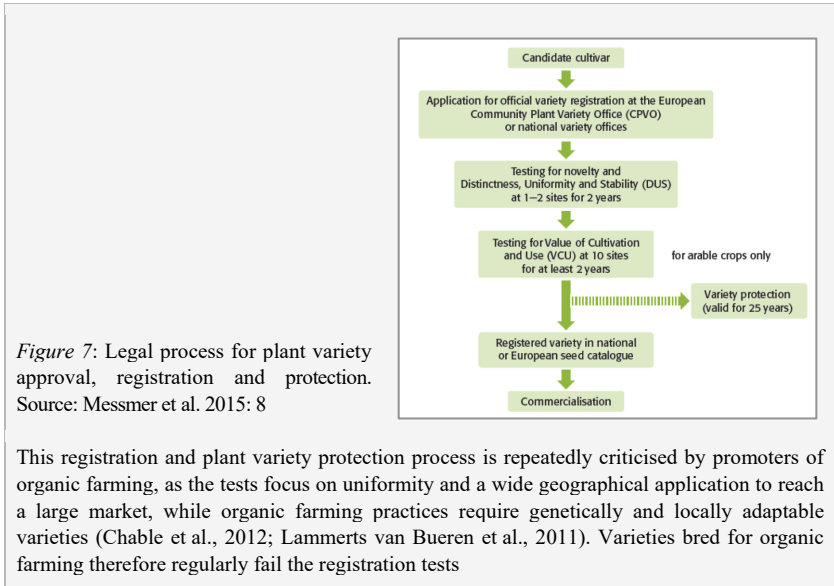 Candidate cultivar
Application for official variety registration at the European
Community Plant Variety Office (CPVO)
or national variety offices
Testing for novelty and
Distinctness, Uniformity and Stability (DUS)
at 1–2 sites for 2 years
Testing for Value of Cultivation
and Use (VCU) at 10 sites
for at least 2 years
for arable crops only
Variety protection
(valid for 25 years)
Registered variety in national
or European seed catalogue
Commercialisation
Figure 7: Legal process for plant variety
approval, registration and protection.
Source: Messmer et al. 2015: 8
This registration and plant variety protection process is repeatedly criticised by promoters of
organic farming, as the tests focus on uniformity and a wide geographical application to reach
a large market, while organic farming practices require genetically and locally adaptable
varieties (Chable et al., 2012; Lammerts van Bueren et al., 2011). Varieties bred for organic
farming therefore regularly fail the registration tests